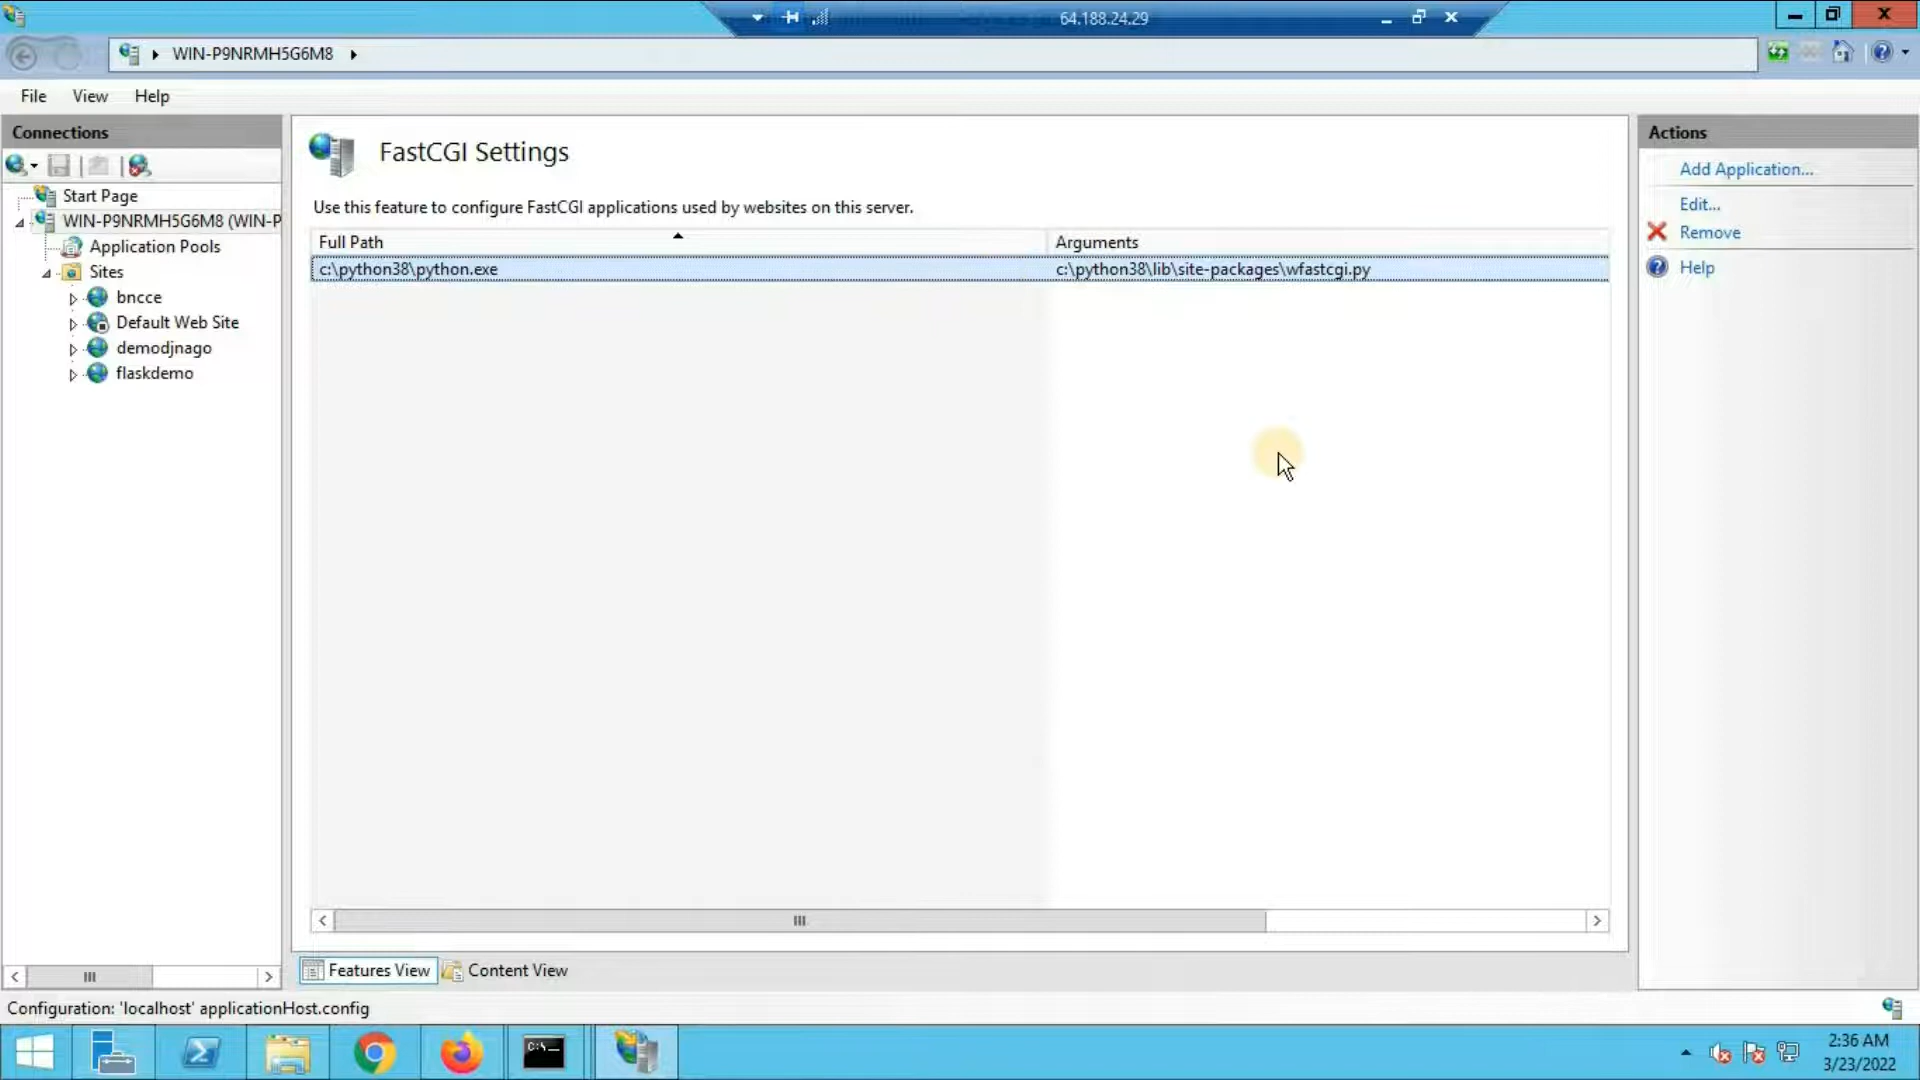 64.188.24.29
WIN-P9NRMH5G6M8
File View Help
Connections
Start Page
WIN-P9NRMH5G6M8 (WIN-P
Application Pools
Sites
bncce
Default Web Site
demodjnago
flaskdemo
FastCGI Settings
Use this feature to configure FastCGI applications used by websites on this server.
Full Path Arguments
c:\python38\python.exe c:\python38\lib\site-packages\wfastcgi.py
Features View Content View
Actions
Add Application...
Edit...
Remove
Help
Configuration: 'localhost' applicationHost.config
2:36 AM
3/23/2022